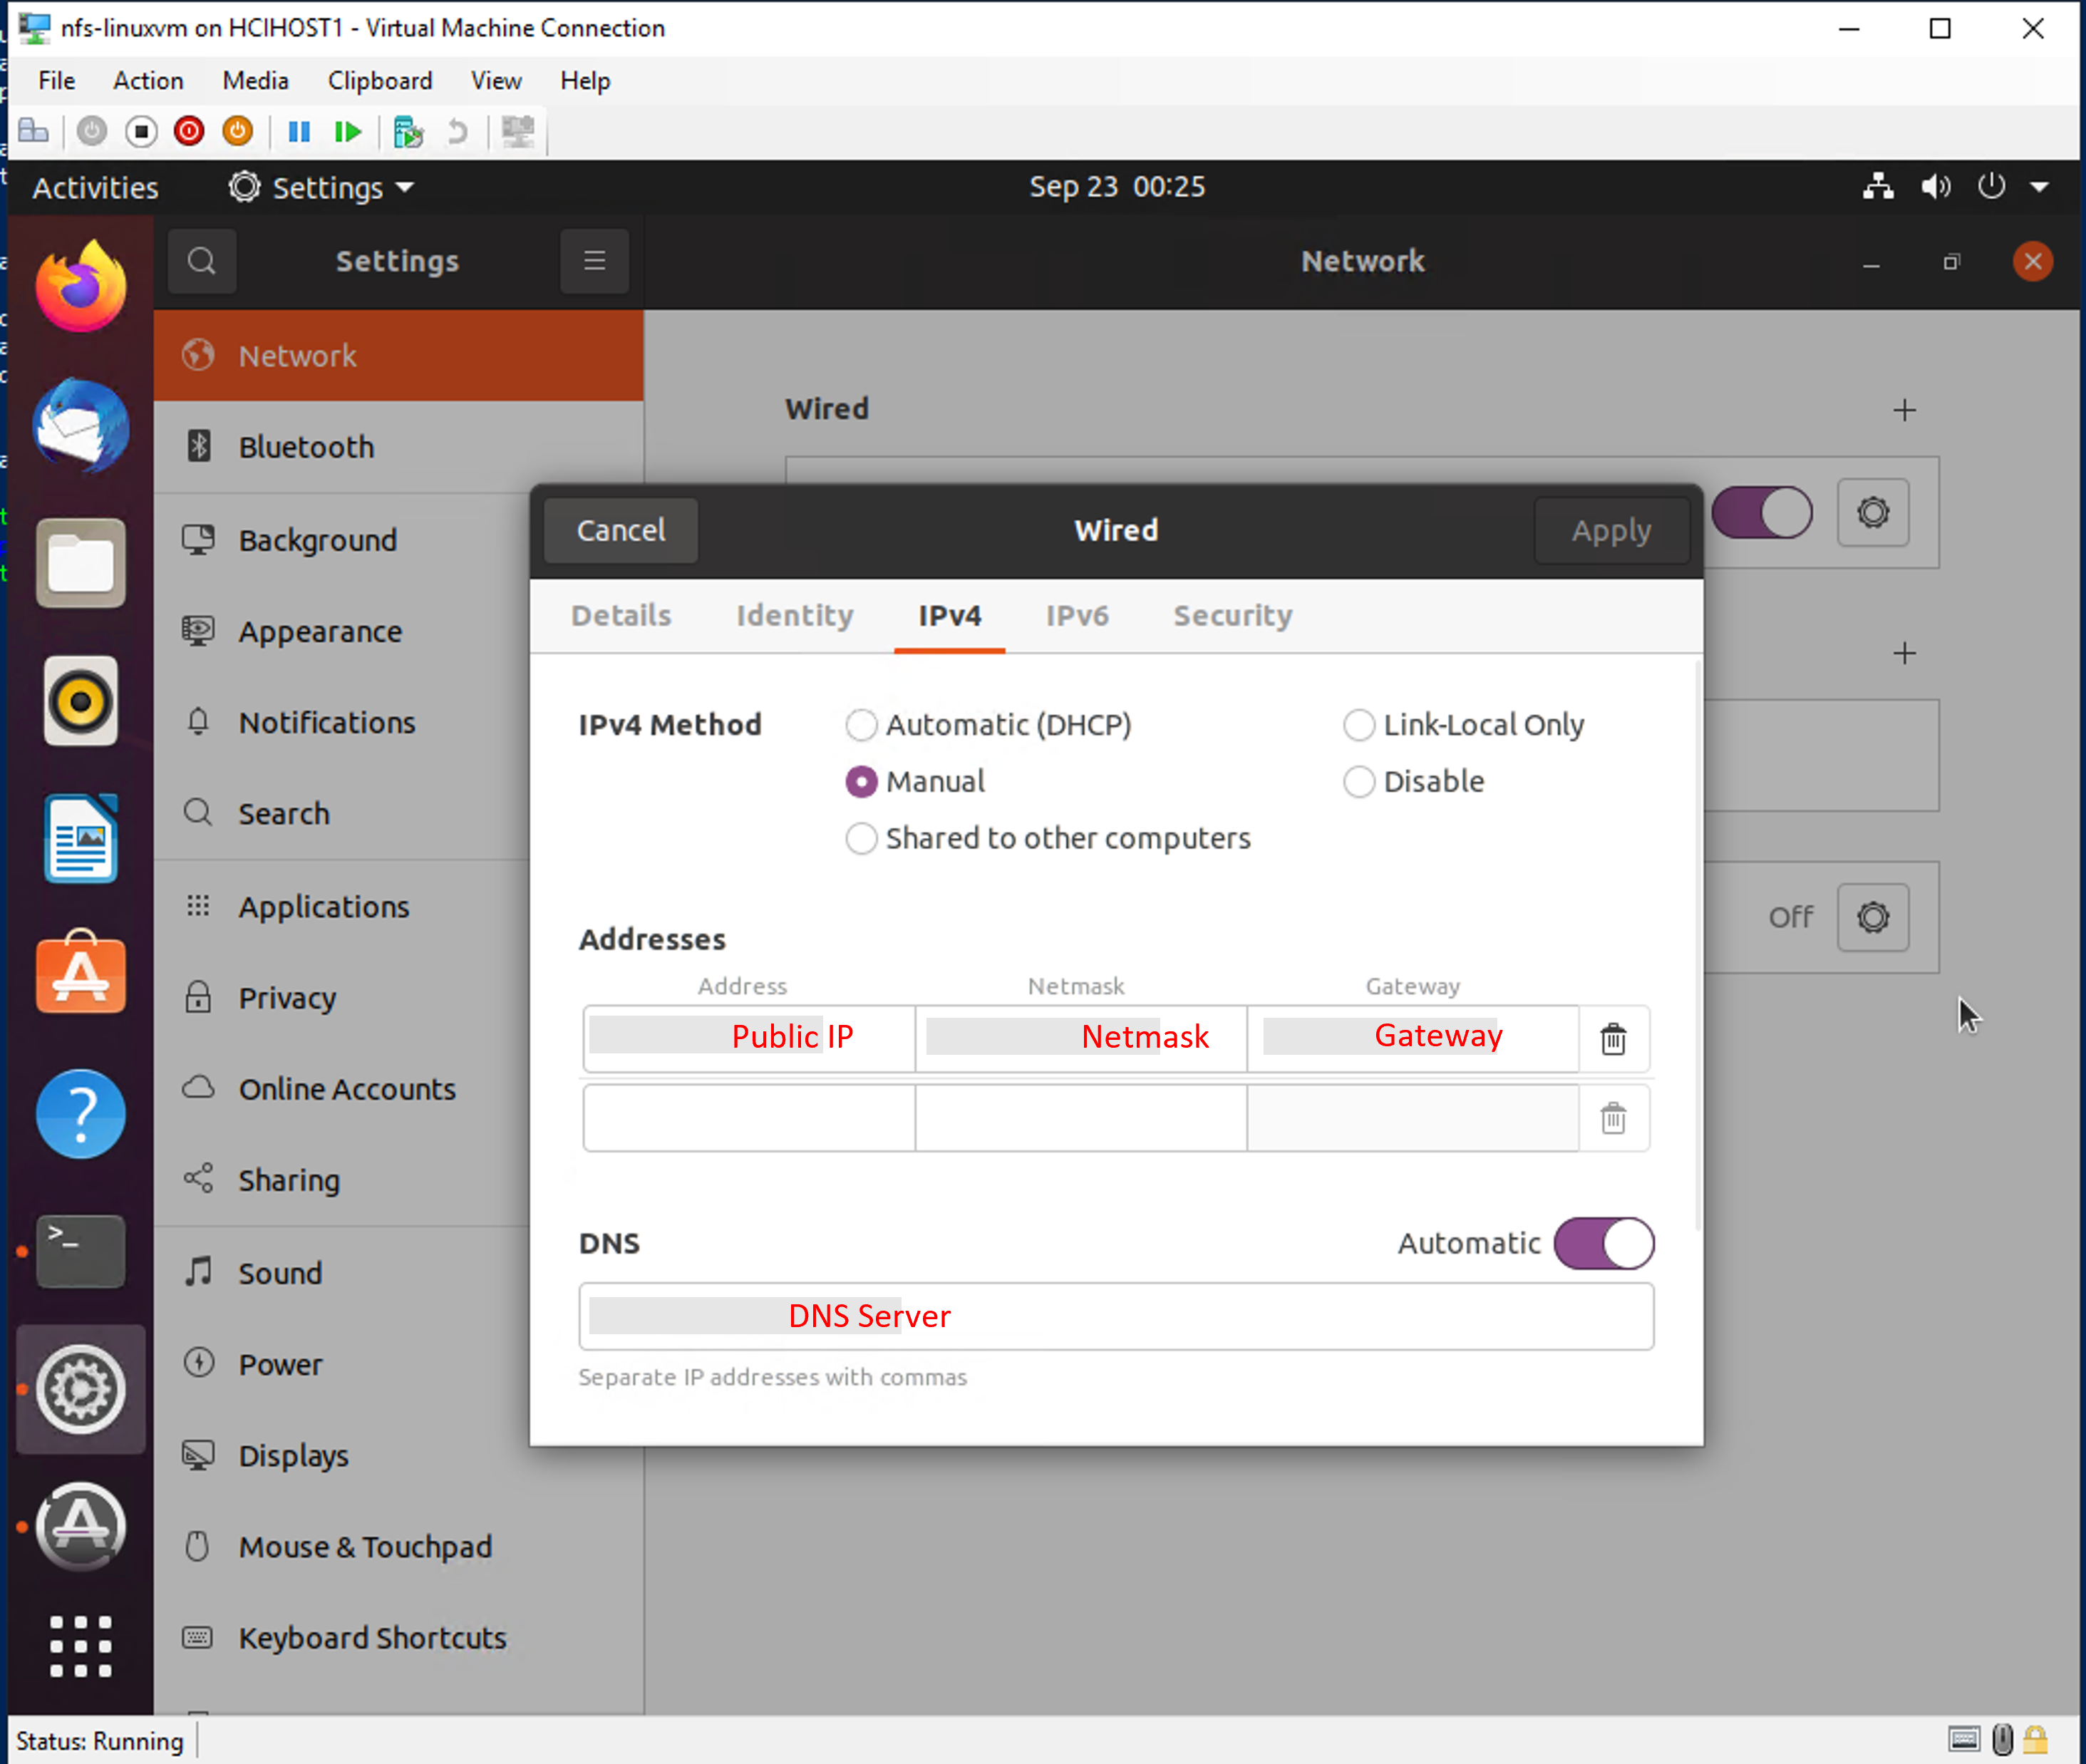 nfs-linuxvm on HCIHOST1 - Virtual Machine Connection
File Action Media Clipboard View Help
Activities Settings Sep 23 00:25
Settings Network
Network
Bluetooth
Background
Appearance
Notifications
Search
Applications
Privacy
Online Accounts
Sharing
Sound
Power
Displays
Mouse & Touchpad
Keyboard Shortcuts
Wired
Off
Cancel Wired Apply
Details Identity IPv4 IPv6 Security
IPv4 Method Automatic (DHCP) Link-Local Only
Manual Disable
Shared to other computers
Addresses
Address Netmask Gateway
Public IP Netmask Gateway
DNS Automatic
DNS Server
Separate IP addresses with commas
Status: Running